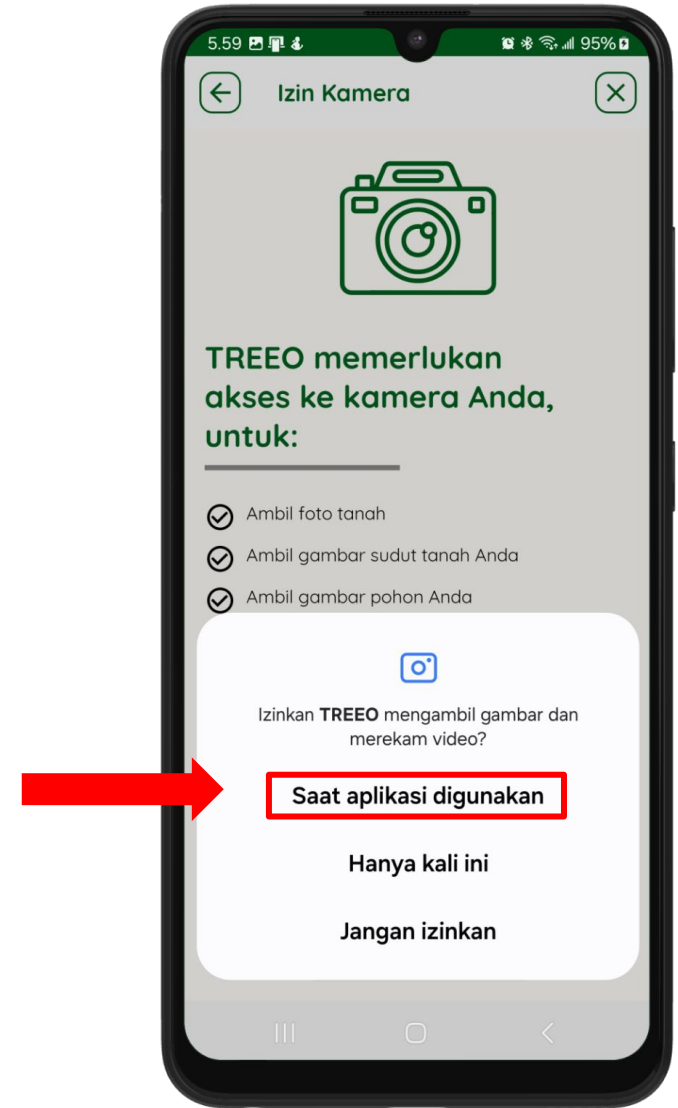 5.59 95%
Izin Kamera
TREEO memerlukan
akses ke kamera Anda,
untuk:
Ambil foto tanah
Ambil gambar sudut tanah Anda
Ambil gambar pohon Anda
Izinkan TREEO mengambil gambar dan
merekam video?
Saat aplikasi digunakan
Hanya kali ini
Jangan izinkan